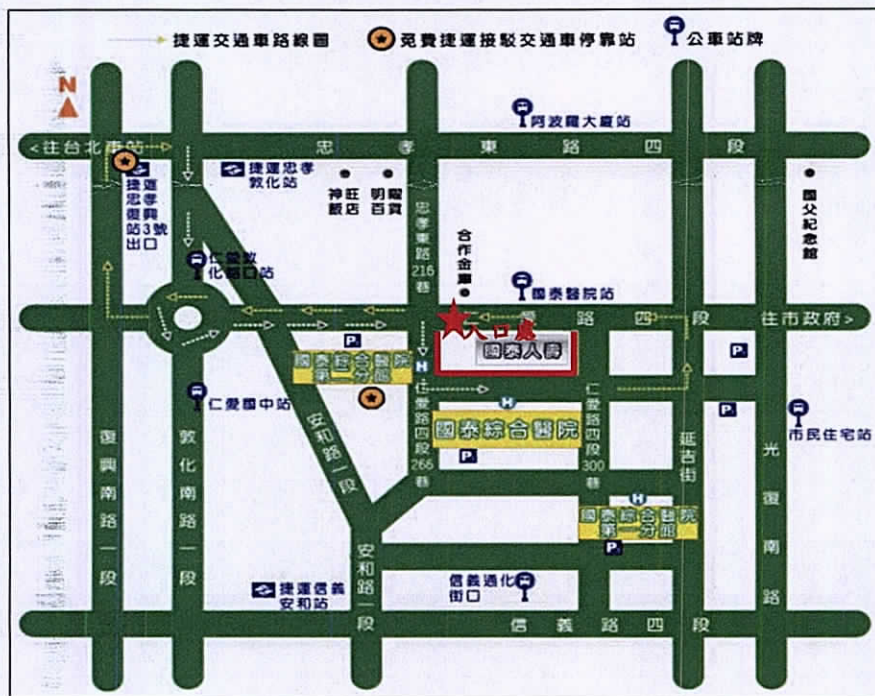 捷運交通車路線圖
免費捷運接駁交通車停靠站
公車站牌
N
阿波羅大廈站
<往台北車站
忠孝東路四段
捷運忠孝復興站3號出口
捷運忠孝
敦化站
神旺
飯店
明曜
百貨
忠孝東路216巷
合作金庫
國父紀念館
仁愛敦
化路口站
國泰醫院站
愛路四段
往市政府>
入口處
國泰人壽
P
國泰綜合醫院
第二分館
H
仁愛國中站
仁愛路四段266巷
H
國泰綜合醫院
P
仁愛路四段300巷
延吉街
P
P
市民住宅站
光復南路
復興南路一段
敦化南路一段
安和路一段
H
國泰綜合醫院
第一分館
P
安和路一段
捷運信義
安和站
信義通化
街口
信義路四段